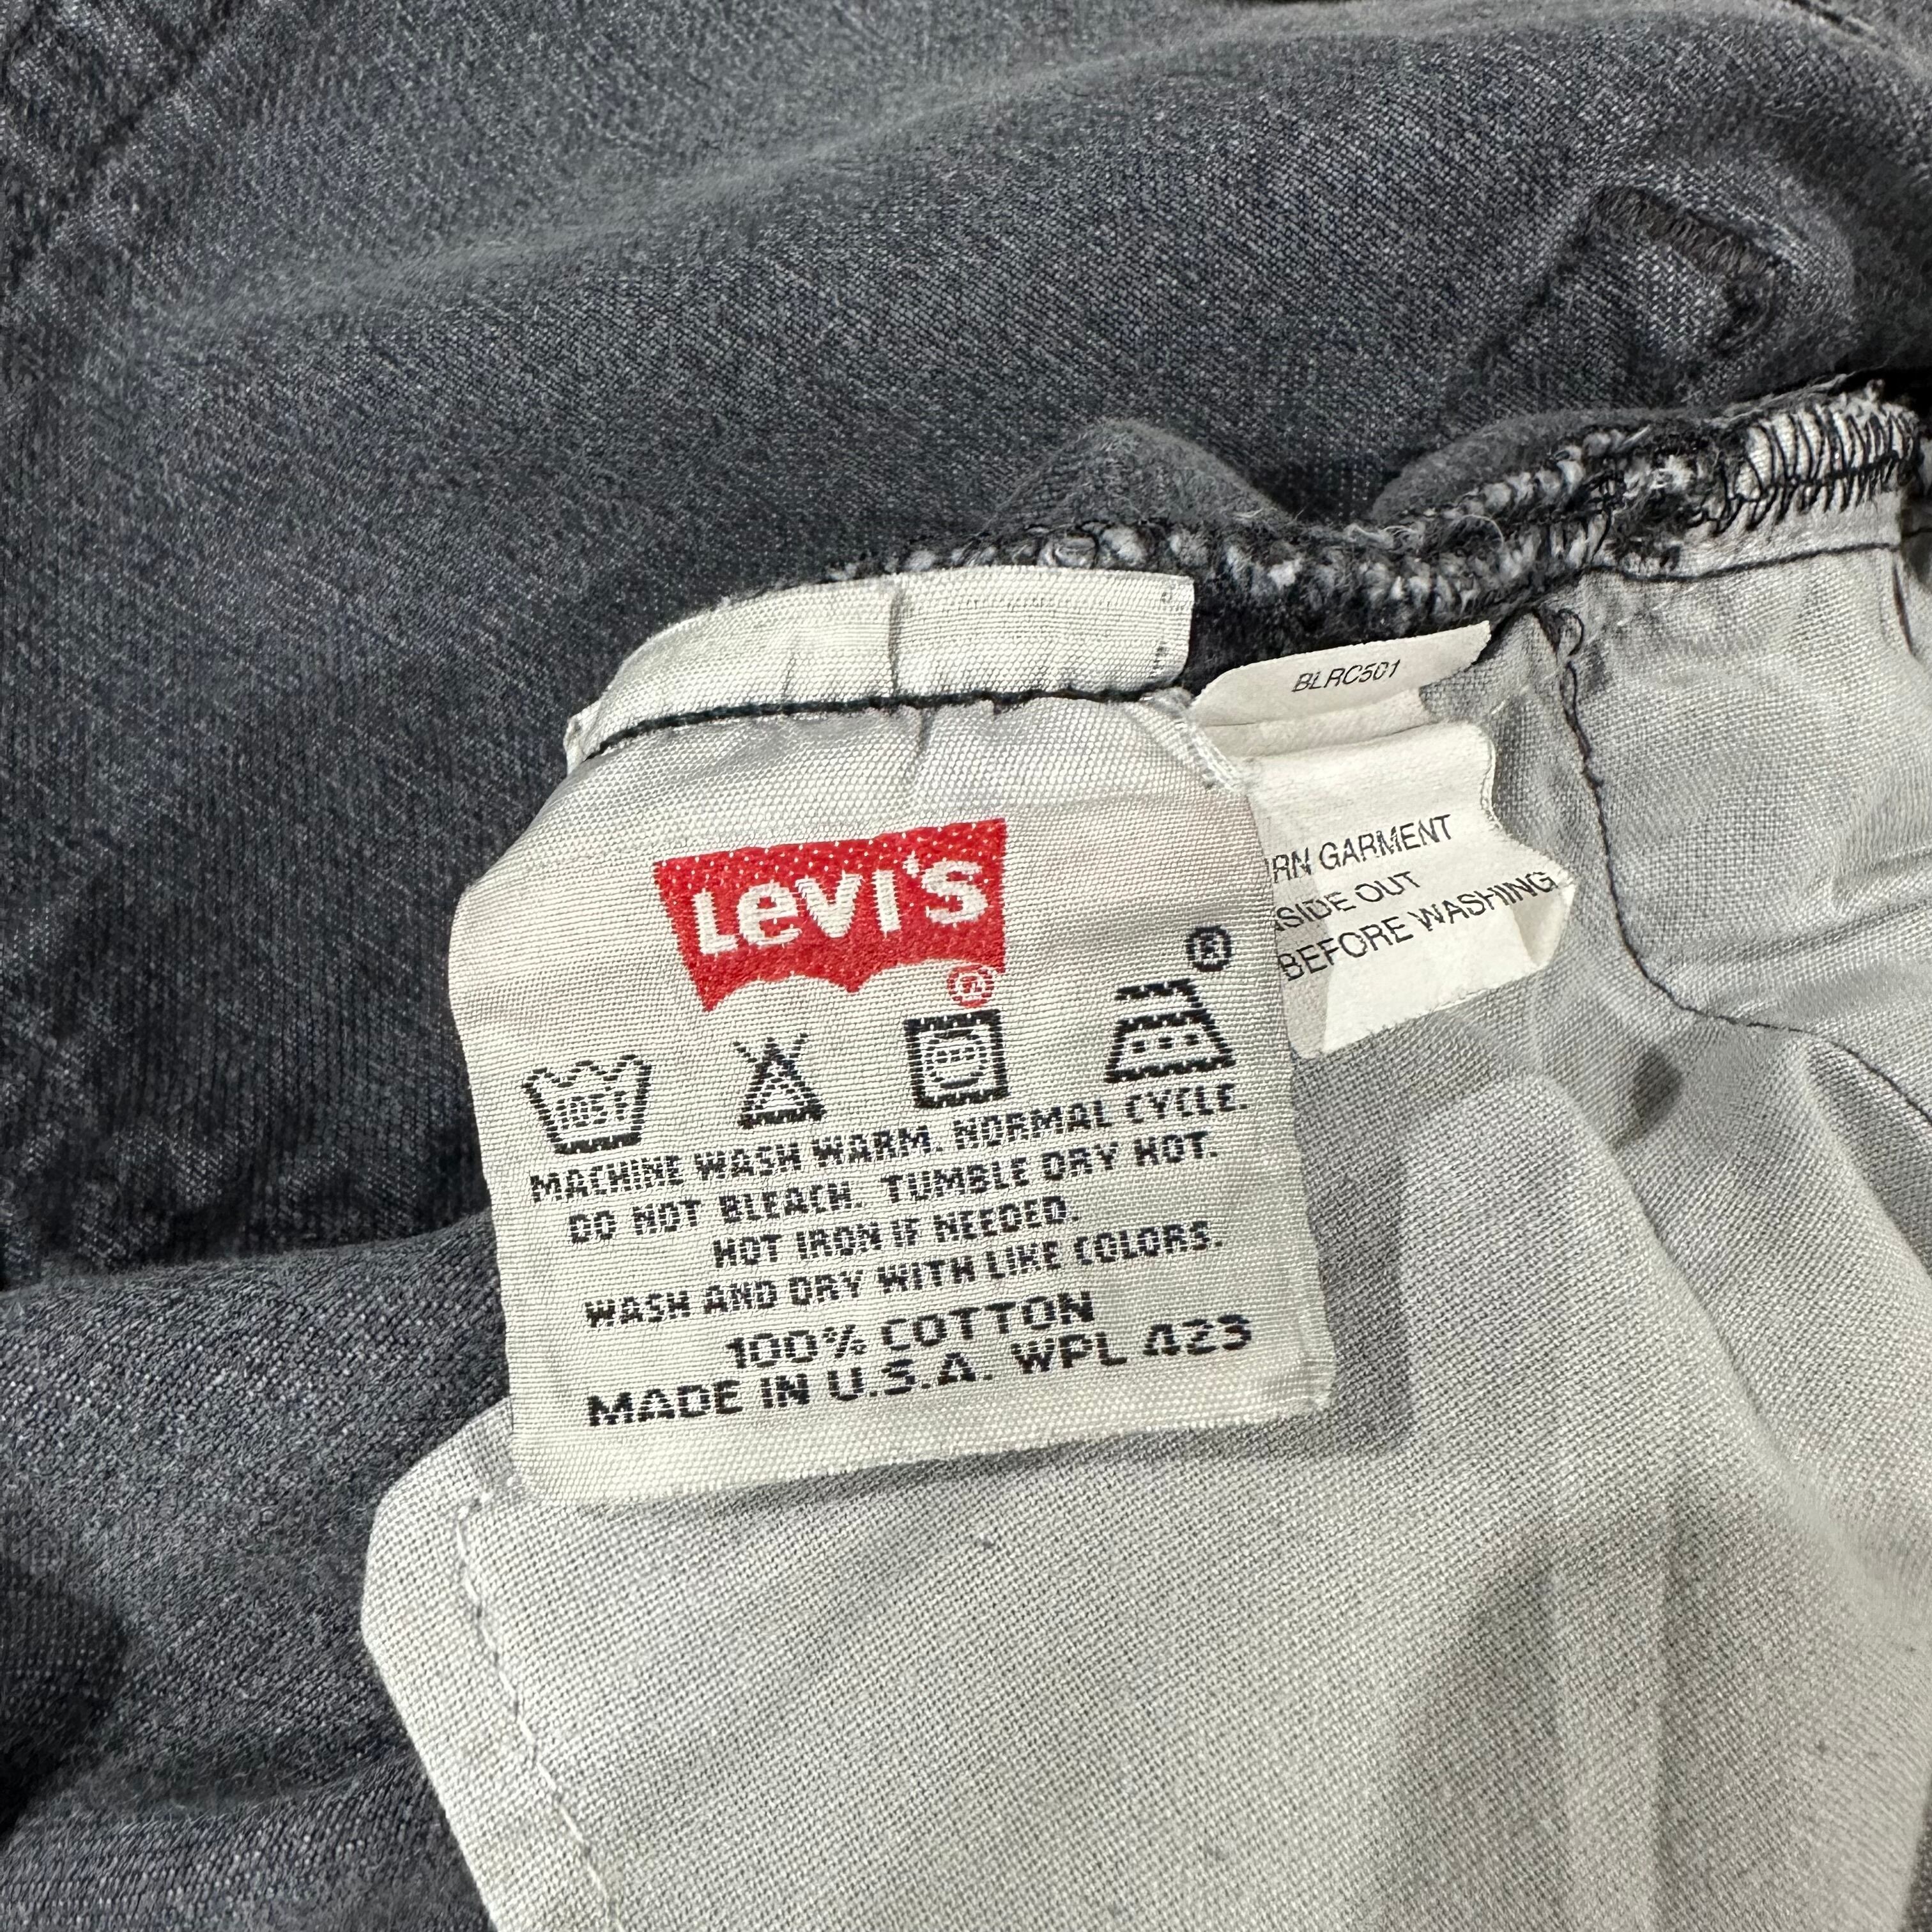 BLRC501
RN GARMENT
SIDE OUT
BEFORE WASHING
LEVI'S
®
®
105F
MACHINE WASH WARM. NORMAL CYCLE.
DO NOT BLEACH. TUMBLE DRY HOT.
HOT IRON IF NEEDED.
WASH AND DRY WITH LIKE COLORS.
100% COTTON
MADE IN U.S.A. WPL 423